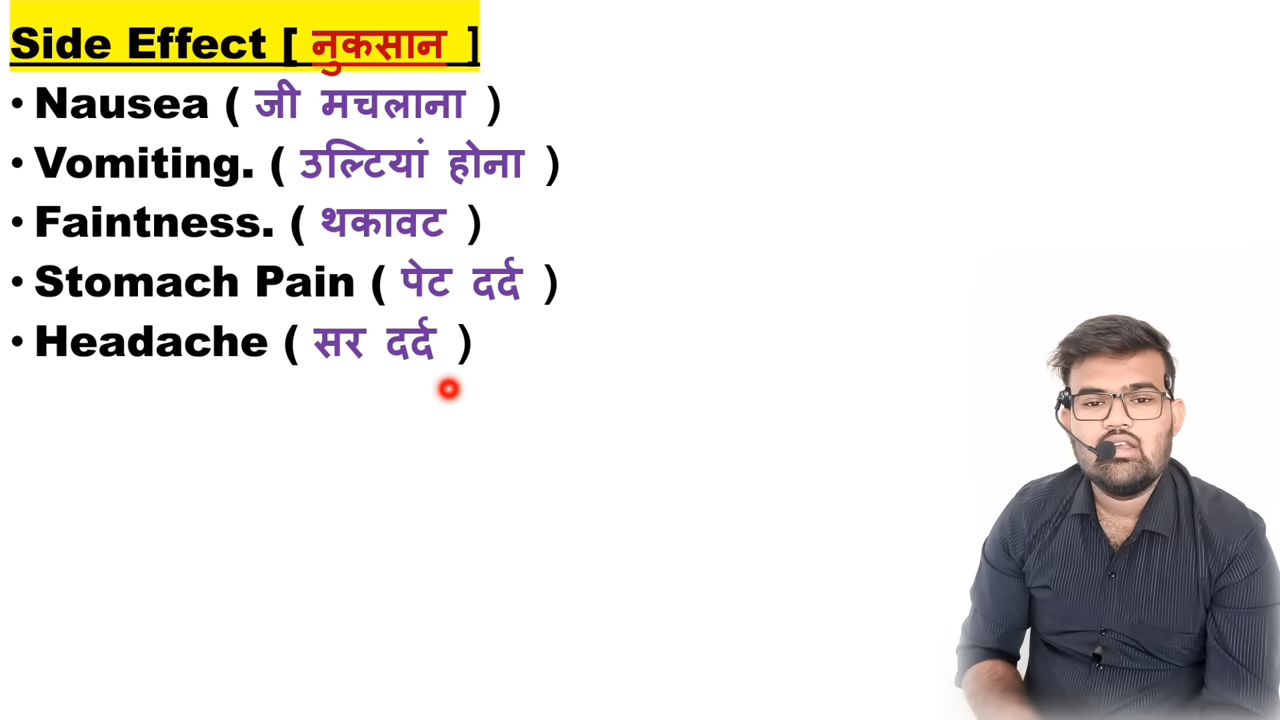 Side Effect [ नुकसान ]
• Nausea ( जी मचलाना )
• Vomiting. ( उल्टियां होना )
• Faintness. ( थकावट )
• Stomach Pain ( पेट दर्द )
• Headache ( सर दर्द )